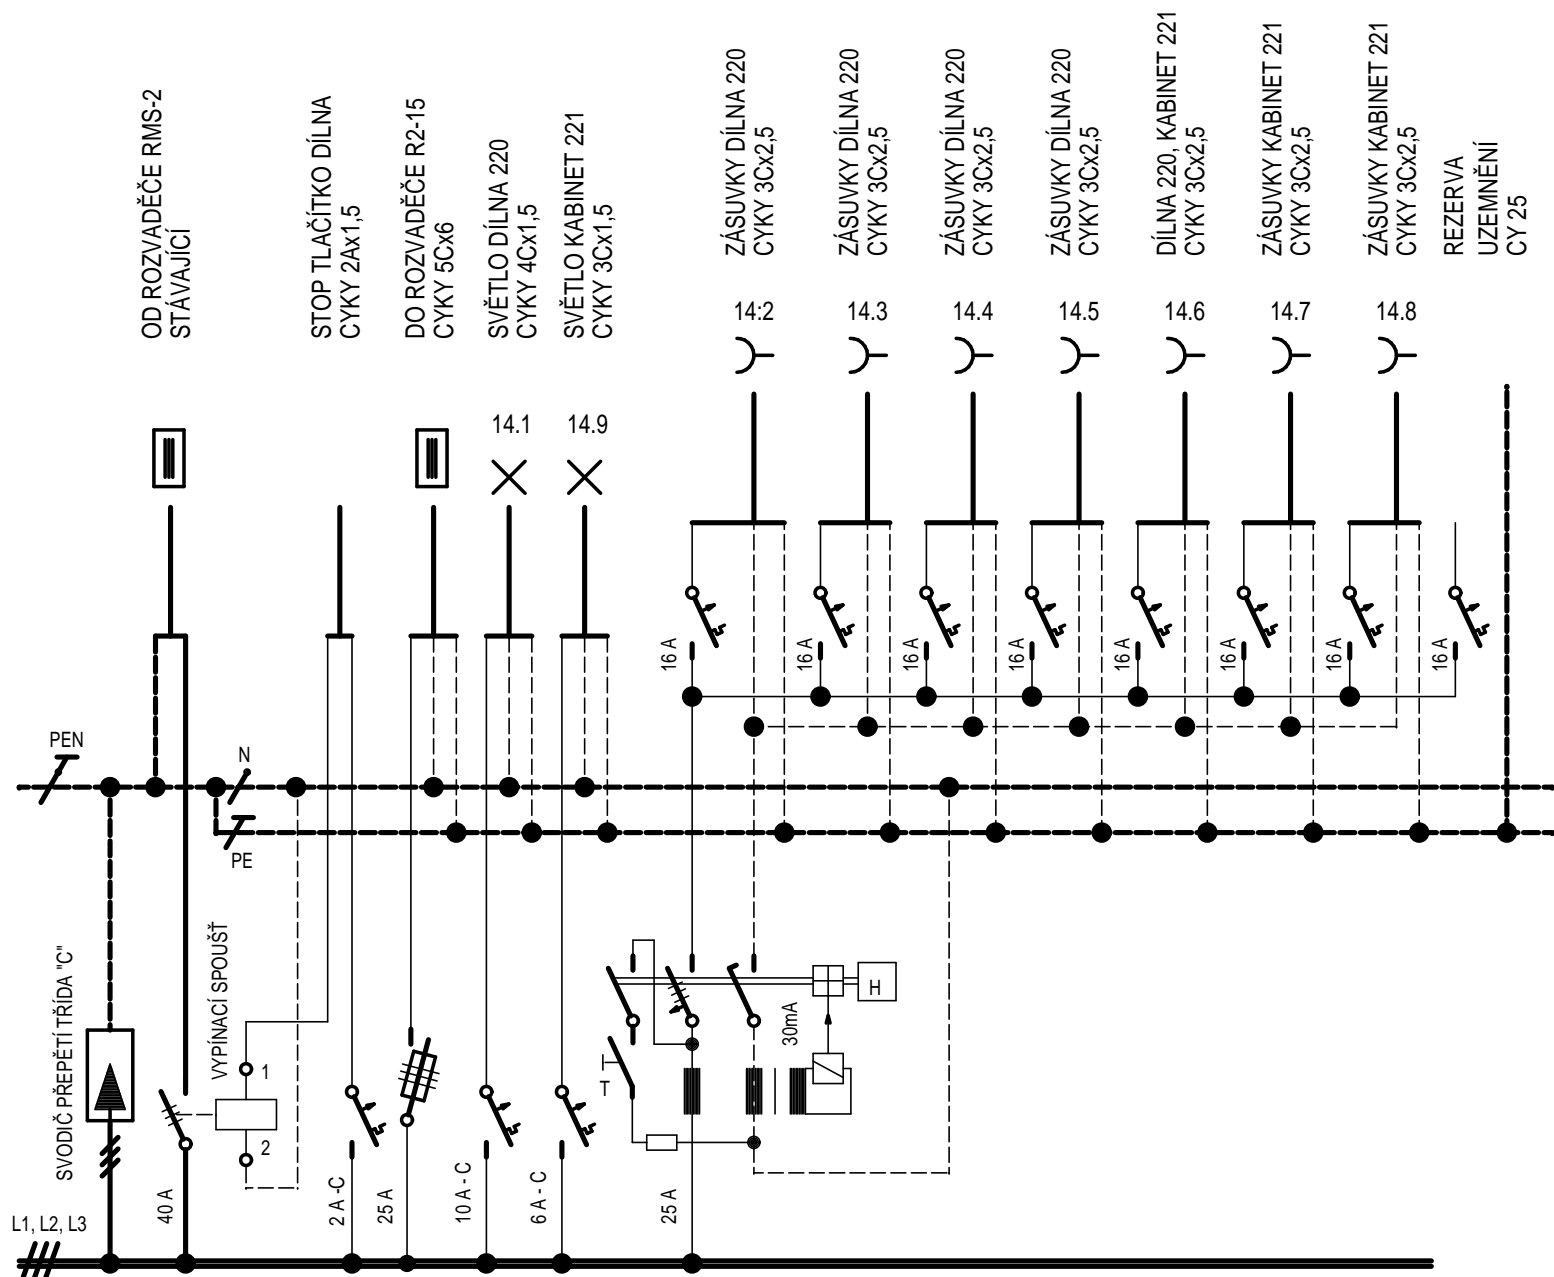 OD ROZVADĚČE RMS-2
STÁVAJÍCÍ
STOP TLAČÍTKO DÍLNA
CYKY 2Ax1,5
DO ROZVADĚČE R2-15
CYKY 5Cx6
SVĚTLO DÍLNA 220
CYKY 4Cx1,5
SVĚTLO KABINET 221
CYKY 3Cx1,5
ZÁSUVKY DÍLNA 220
CYKY 3Cx2,5
ZÁSUVKY DÍLNA 220
CYKY 3Cx2,5
ZÁSUVKY DÍLNA 220
CYKY 3Cx2,5
ZÁSUVKY DÍLNA 220
CYKY 3Cx2,5
DÍLNA 220, KABINET 221
CYKY 3Cx2,5
ZÁSUVKY KABINET 221
CYKY 3Cx2,5
ZÁSUVKY KABINET 221
CYKY 3Cx2,5
REZERVA
UZEMNĚNÍ
CY 25
14:2
14.3
14.4
14.5
14.6
14.7
14.8
14.1
14.9
16 A
16 A
16 A
16 A
16 A
16 A
16 A
16 A
PEN
N
PE
SVODIČ PŘEPĚTÍ TŘÍDA "C"
VYPÍNACÍ SPOUŠŤ
1
2
H
30mA
T
40 A
2 A -C
25 A
10 A - C
6 A - C
25 A
L1, L2, L3